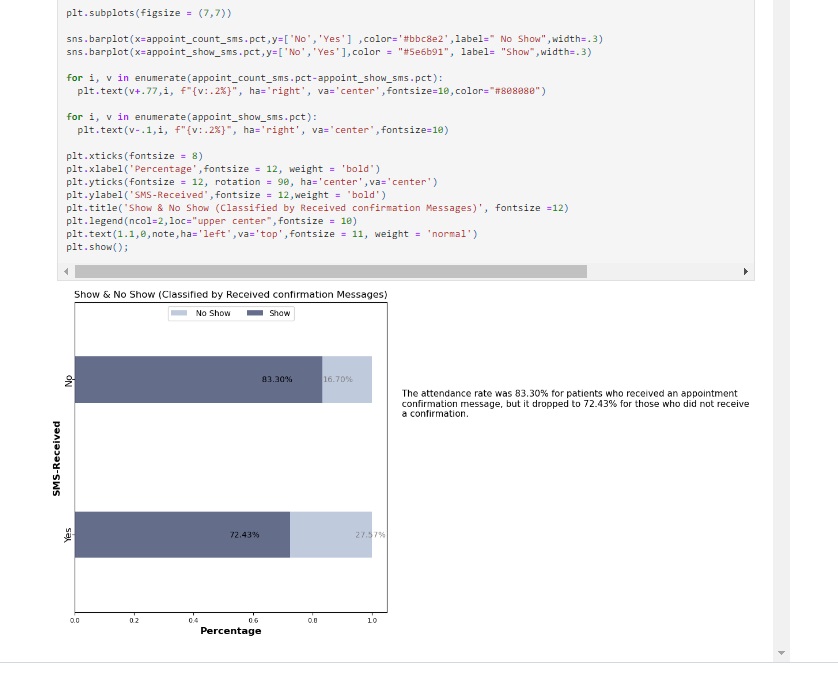 plt.subplots(figsize = (7,7))
sns.barplot(x=appoint_count_sms.pct,y=['No','Yes'] ,color='#bbc8e2',label=" No Show",width=.3)
sns.barplot(x=appoint_show_sms.pct,y=['No','Yes'],color = "#5e6b91", label= "Show",width=.3)
for i, v in enumerate(appoint_count_sms.pct-appoint_show_sms.pct):
plt.text(v+.77,i, f"{v:.2%}", ha='right', va='center',fontsize=10,color="#808080")
for i, v in enumerate(appoint_show_sms.pct):
plt.text(v-.1,i, f"{v:.2%}", ha='right', va='center',fontsize=10)
plt.xticks(fontsize = 8)
plt.xlabel('Percentage',fontsize = 12, weight = 'bold')
plt.yticks(fontsize = 12, rotation = 90, ha='center',va='center')
plt.ylabel('SMS-Received',fontsize = 12,weight = 'bold')
plt.title('Show & No Show (Classified by Received confirmation Messages)', fontsize =12)
plt.legend(ncol=2,loc="upper center",fontsize = 10)
plt.text(1.1,0,note,ha='left',va='top',fontsize = 11, weight = 'normal')
plt.show();
Show & No Show (Classified by Received confirmation Messages)
No Show Show
No
83.30% 16.70%
The attendance rate was 83.30% for patients who received an appointment
confirmation message, but it dropped to 72.43% for those who did not receive
a confirmation.
SMS-Received
Yes
72.43% 27.57%
0.0 0.2 0.4 0.6 0.8 1.0
Percentage